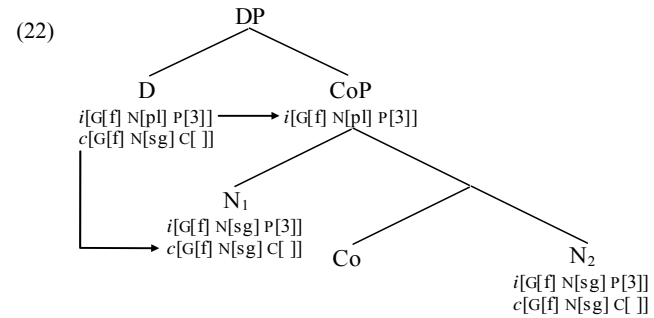 (22)
DP
D CoP
i[G[f] N[pl] P[3]] i[G[f] N[pl] P[3]]
c[G[f] N[sg] C[ ]]
N₁
i[G[f] N[sg] P[3]]
c[G[f] N[sg] C[ ]]
Co N₂
i[G[f] N[sg] P[3]]
c[G[f] N[sg] C[ ]]